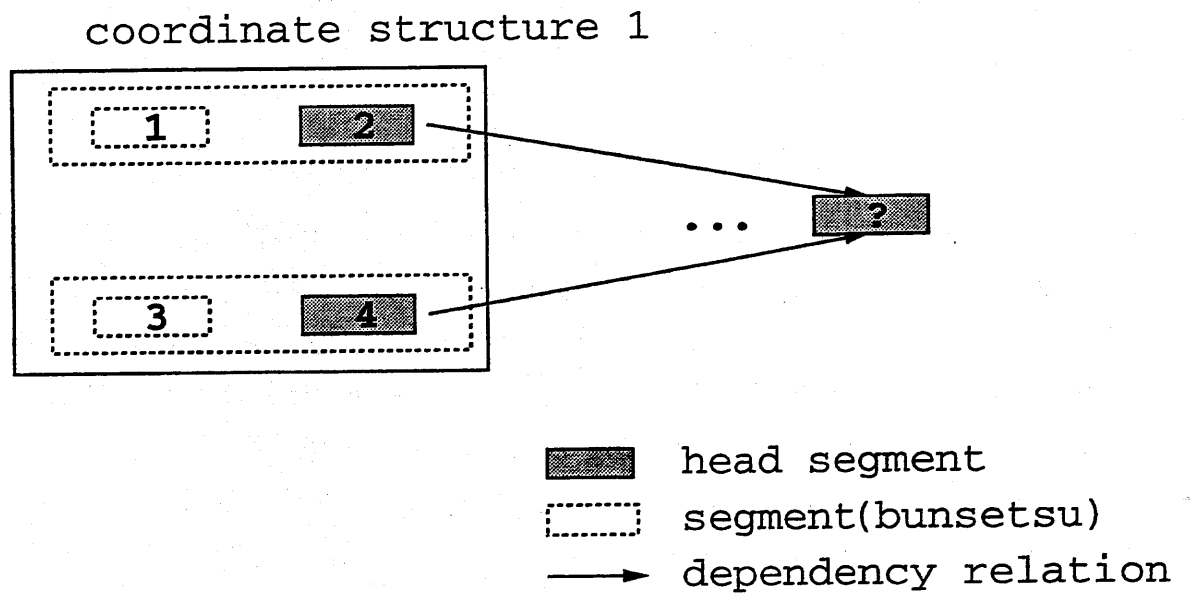 coordinate structure 1
1 2
...
?
3 4
head segment
segment(bunsetsu)
dependency relation